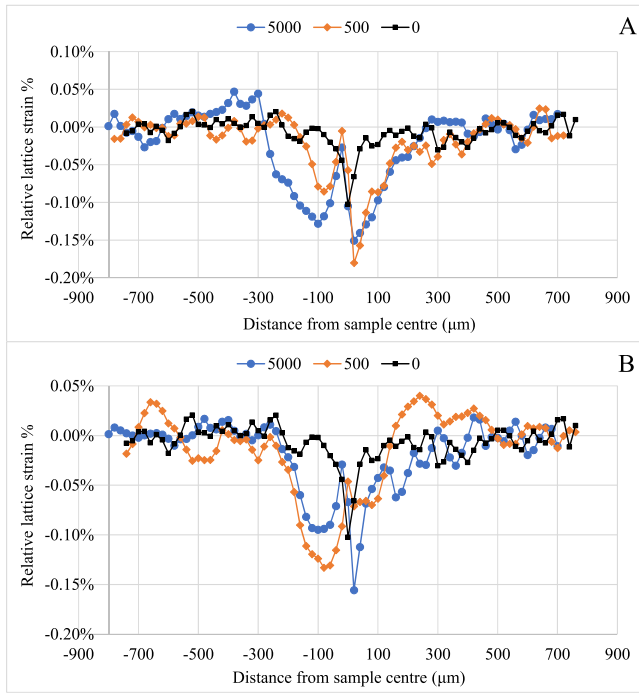 A
5000 500 0
0.10%
0.05%
0.00%
-0.05%
-0.10%
-0.15%
-0.20%
-900 -700 -500 -300 -100 100 300 500 700 900
Relative lattice strain %
Distance from sample centre (μm)
B
5000 500 0
0.05%
0.00%
-0.05%
-0.10%
-0.15%
-0.20%
-900 -700 -500 -300 -100 100 300 500 700 900
Relative lattice strain %
Distance from sample centre (μm)